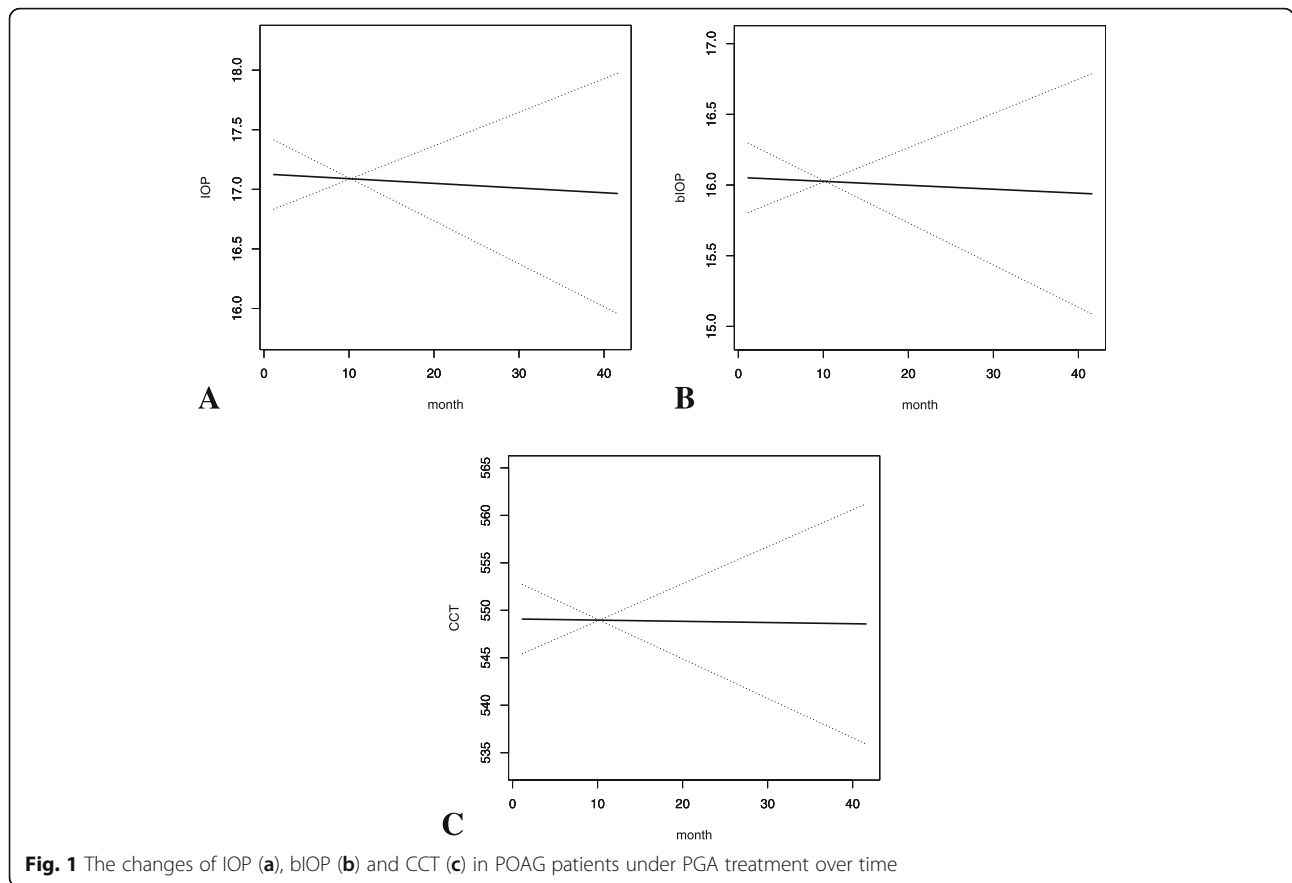 18.0
17.5
17.0
16.5
16.0
IOP
0 10 20 30 40
month
A
17.0
16.5
16.0
15.5
15.0
bIOP
0 10 20 30 40
month
B
565
560
555
550
545
540
535
CCT
0 10 20 30 40
month
C
Fig. 1 The changes of IOP (a), bIOP (b) and CCT (c) in POAG patients under PGA treatment over time